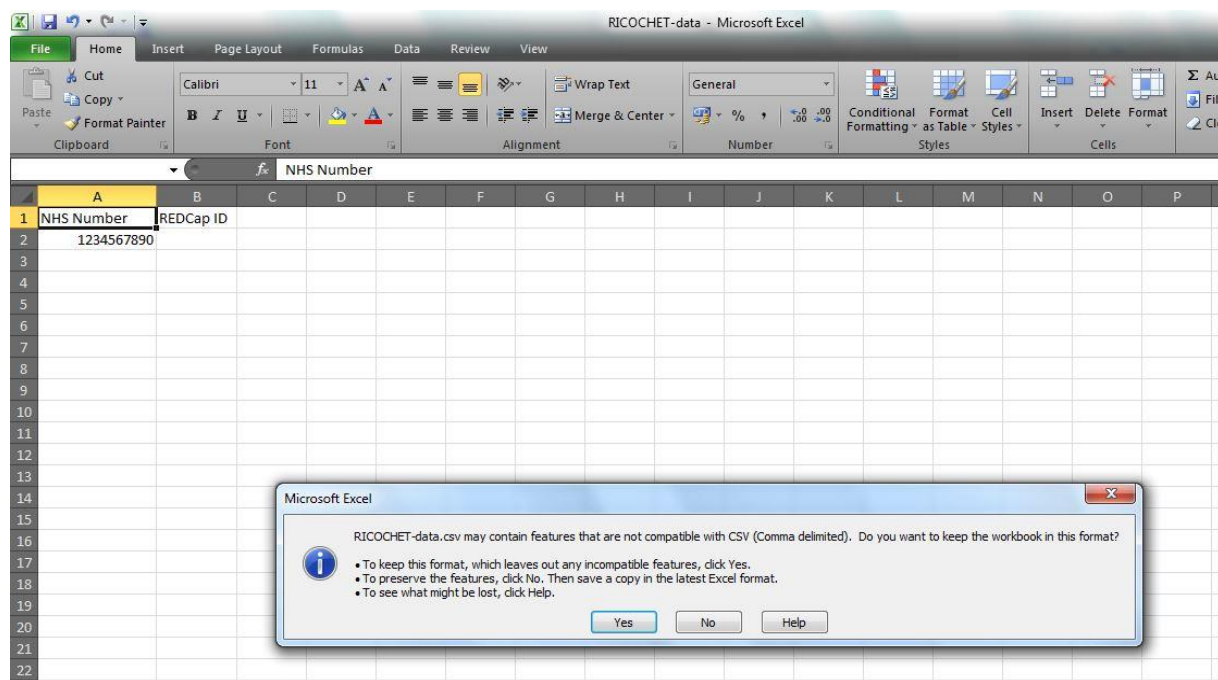 RICOCHET-data - Microsoft Excel
File Home Insert Page Layout Formulas Data Review View
Cut
Copy
Format Painter
Paste
Calibri 11 A A
B I U A
Wrap Text
Merge & Center
General
% , .0 .00 .00 .0
Conditional Formatting
Format as Table
Cell Styles
Insert Delete Format
Σ
Clipboard Font Alignment Number Styles Cells
fx NHS Number
A B C D E F G H I J K L M N O P
1 NHS Number REDCap ID
2 1234567890
3
4
5
6
7
8
9
10
11
12
13
14
15
16
17
18
19
20
21
22
Microsoft Excel
X
RICOCHET-data.csv may contain features that are not compatible with CSV (Comma delimited). Do you want to keep the workbook in this format?
• To keep this format, which leaves out any incompatible features, click Yes.
• To preserve the features, click No. Then save a copy in the latest Excel format.
• To see what might be lost, click Help.
Yes No Help